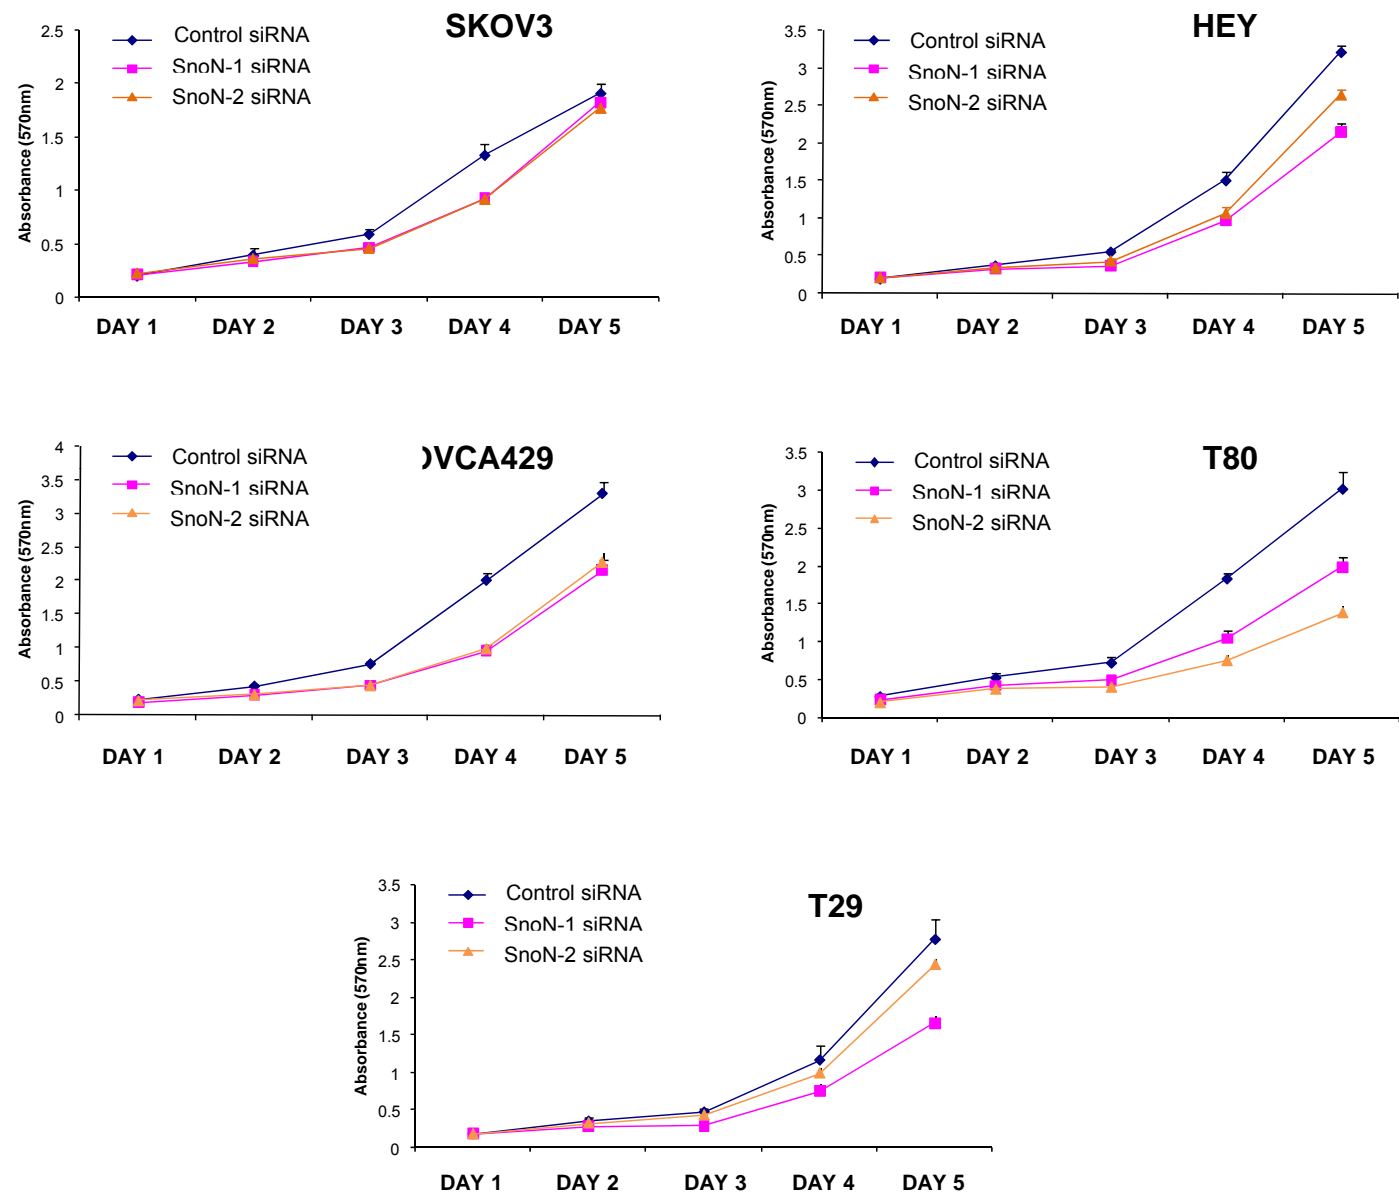 SKOV3
Control siRNA
SnoN-1 siRNA
SnoN-2 siRNA
Absorbance (570nm)
2.5
2
1.5
1
0.5
0
DAY 1 DAY 2 DAY 3 DAY 4 DAY 5
HEY
Control siRNA
SnoN-1 siRNA
SnoN-2 siRNA
Absorbance (570nm)
3.5
3
2.5
2
1.5
1
0.5
0
DAY 1 DAY 2 DAY 3 DAY 4 DAY 5
OVCA429
Control siRNA
SnoN-1 siRNA
SnoN-2 siRNA
Absorbance (570nm)
4
3.5
3
2.5
2
1.5
1
0.5
0
DAY 1 DAY 2 DAY 3 DAY 4 DAY 5
T80
Control siRNA
SnoN-1 siRNA
SnoN-2 siRNA
Absorbance (570nm)
3.5
3
2.5
2
1.5
1
0.5
0
DAY 1 DAY 2 DAY 3 DAY 4 DAY 5
T29
Control siRNA
SnoN-1 siRNA
SnoN-2 siRNA
Absorbance (570nm)
3.5
3
2.5
2
1.5
1
0.5
0
DAY 1 DAY 2 DAY 3 DAY 4 DAY 5